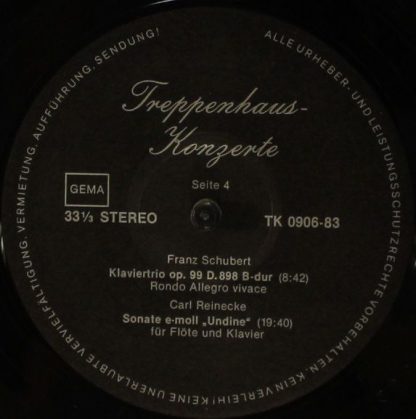 ALLE URHEBER- UND LEISTUNGSSCHUTZRECHTE VORBEHALTEN. KEIN VERLEIH! KEINE UNERLAUBTE VERVIELFÄLTIGUNG, VERMIETUNG, AUFFÜHRUNG, SENDUNG!
Treppenhaus-
Konzerte
Seite 4
GEMA
33⅓ STEREO
TK 0906-83
Franz Schubert
Klaviertrio op. 99 D.898 B-dur (8:42)
Rondo Allegro vivace
Carl Reinecke
Sonate e-moll „Undine" (19:40)
für Flöte und Klavier